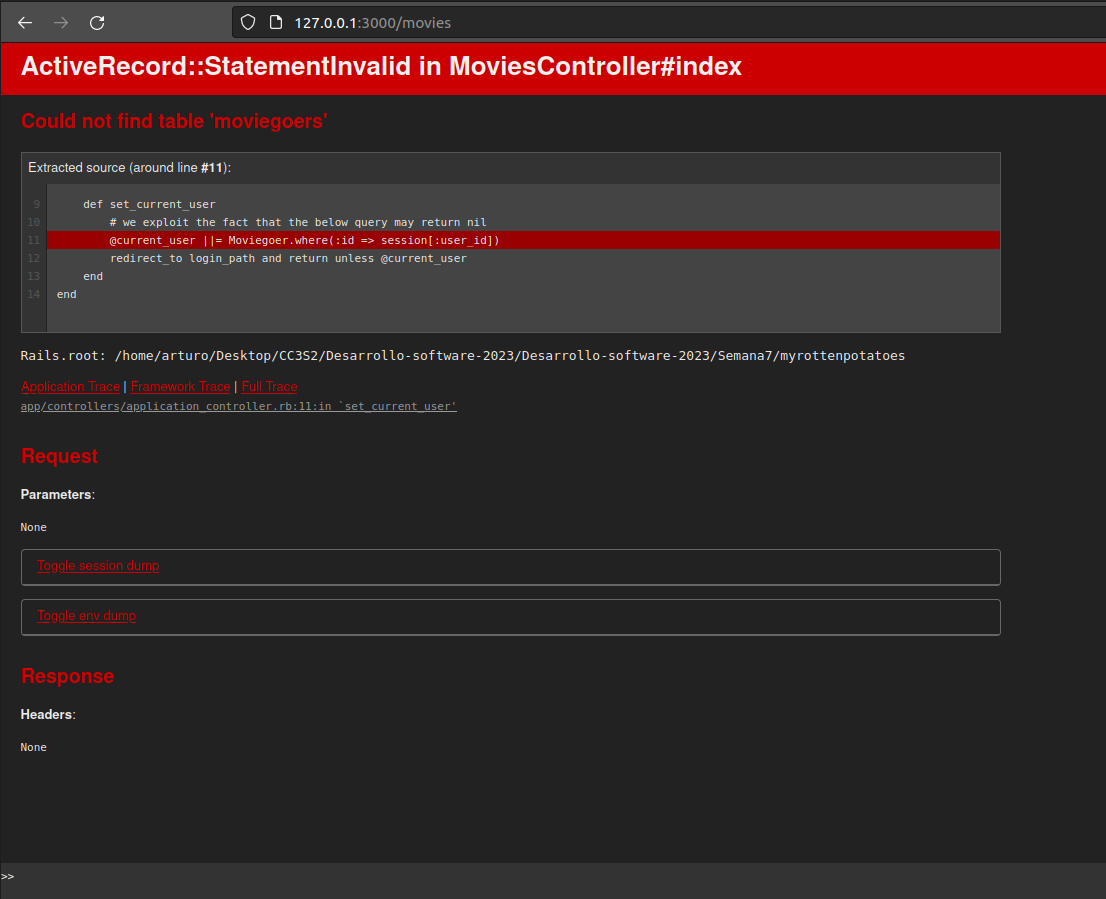 127.0.0.1:3000/movies
ActiveRecord::StatementInvalid in MoviesController#index
Could not find table 'moviegoers'
Extracted source (around line #11):
9     def set_current_user
10         # we exploit the fact that the below query may return nil
11         @current_user ||= Moviegoer.where(:id => session[:user_id])
12         redirect_to login_path and return unless @current_user
13     end
14 end
Rails.root: /home/arturo/Desktop/CC3S2/Desarrollo-software-2023/Desarrollo-software-2023/Semana7/myrottenpotatoes
Application Trace | Framework Trace | Full Trace
app/controllers/application_controller.rb:11:in `set_current_user'
Request
Parameters:
None
Toggle session dump
Toggle env dump
Response
Headers:
None
>>